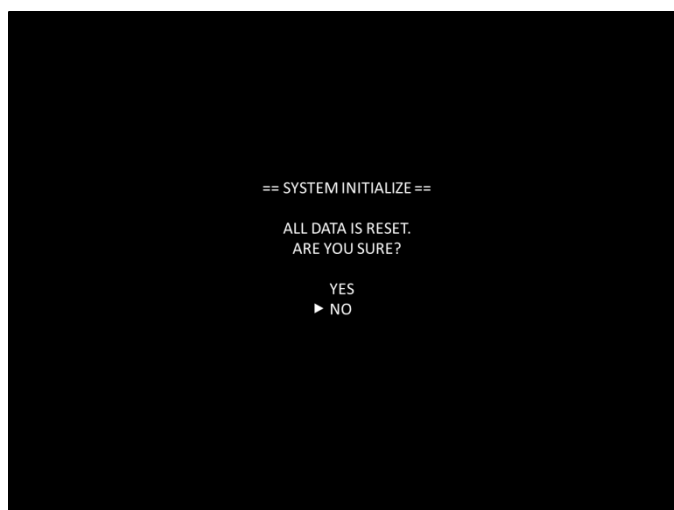 == SYSTEM INITIALIZE ==
ALL DATA IS RESET.
ARE YOU SURE?
YES
▶ NO